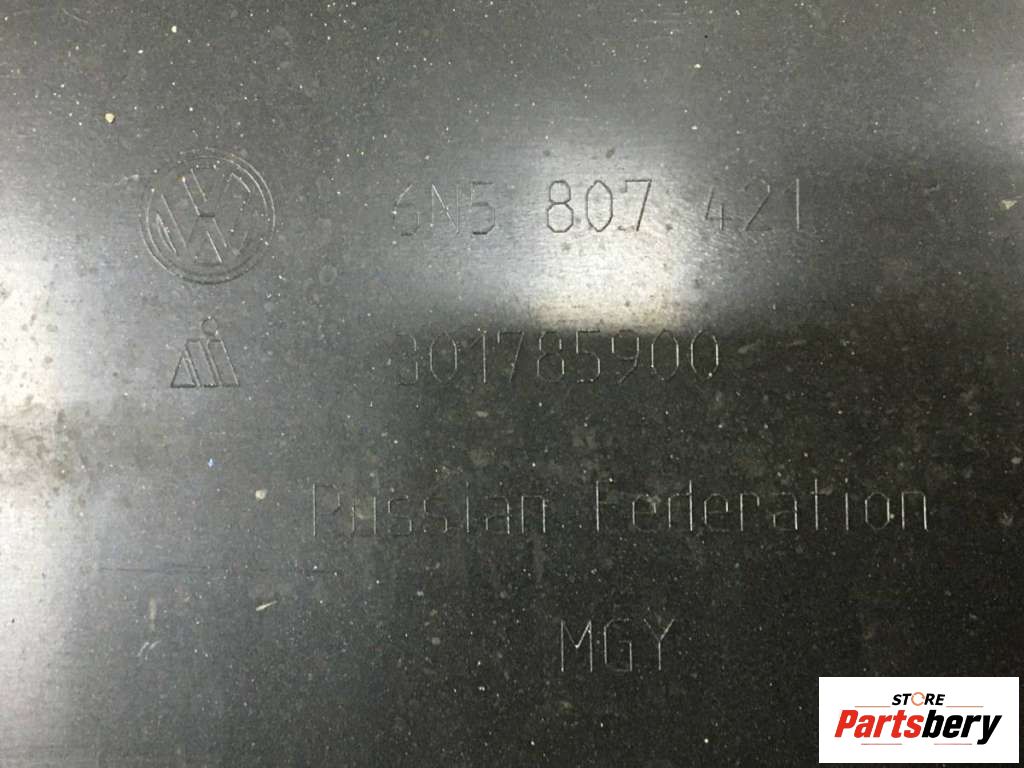 6N5 807 421
301785900
Russian Federation
MGY
STORE
Partsbery